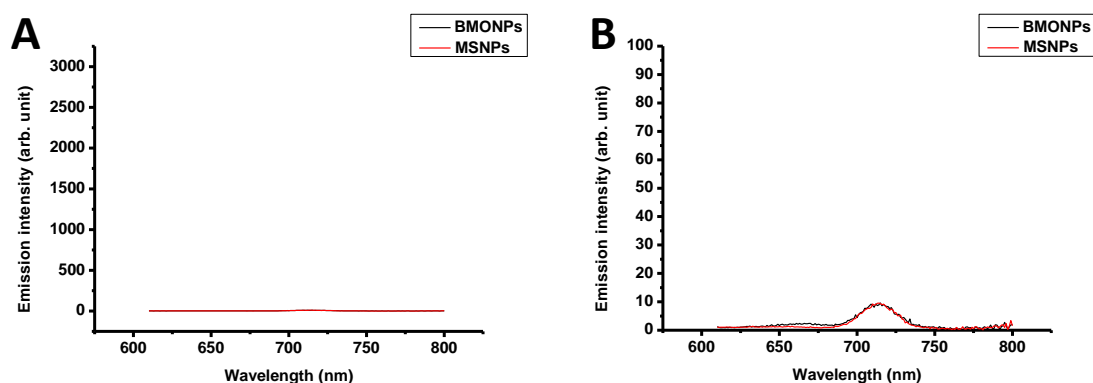 A
BMONPs
MSNPs
Emission intensity (arb. unit)
3000
2500
2000
1500
1000
500
0
600
650
700
750
800
Wavelength (nm)
B
BMONPs
MSNPs
Emission intensity (arb. unit)
100
90
80
70
60
50
40
30
20
10
0
600
650
700
750
800
Wavelength (nm)